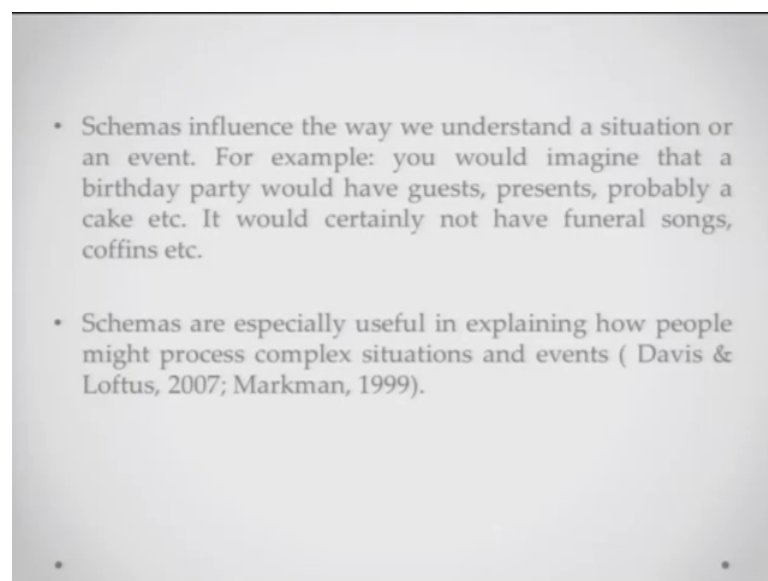 • Schemas influence the way we understand a situation or
an event. For example: you would imagine that a
birthday party would have guests, presents, probably a
cake etc. It would certainly not have funeral songs,
coffins etc.
• Schemas are especially useful in explaining how people
might process complex situations and events ( Davis &
Loftus, 2007; Markman, 1999).